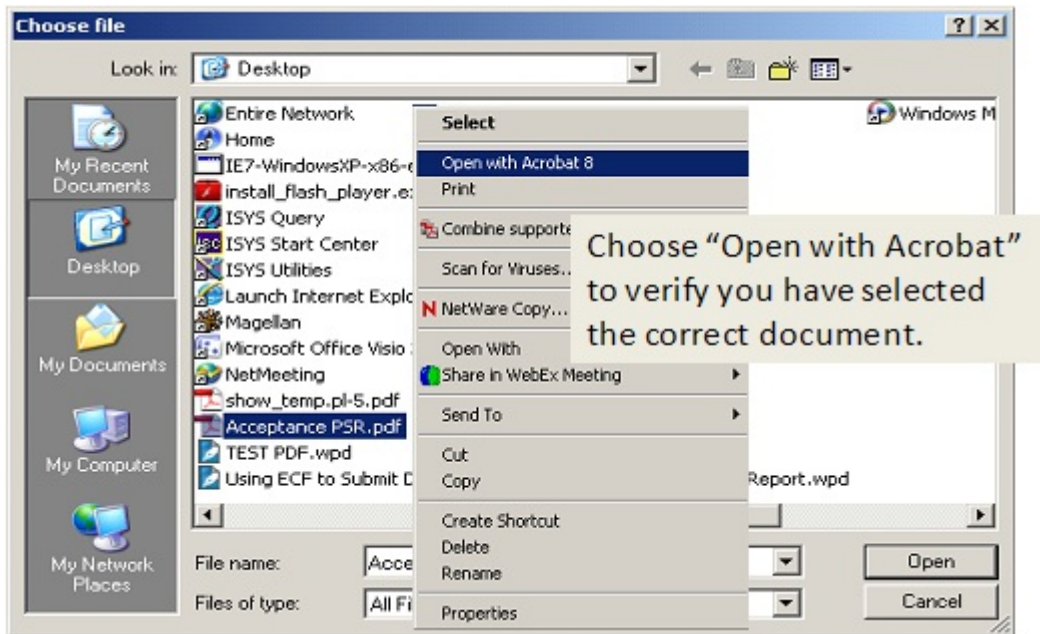 Choose file
Look in:
Desktop
My Recent
Documents
Desktop
My Documents
My Computer
My Network
Places
Entire Network
Home
IE7-WindowsXP-x86-
install_flash_player.e
ISYS Query
ISYS Start Center
ISYS Utilities
Launch Internet Explo
Magellan
Microsoft Office Visio
NetMeeting
show_temp.pl-5.pdf
Acceptance PSR.pdf
TEST PDF.wpd
Using ECF to Submit D
Windows M
Report.wpd
Select
Open with Acrobat 8
Print
Combine supporte
Scan for Viruses..
NetWare Copy...
Open With
Share in WebEx Meeting
Send To
Cut
Copy
Create Shortcut
Delete
Rename
Properties
Choose “Open with Acrobat”
to verify you have selected
the correct document.
File name:
Acce
Open
Files of type:
All Fi
Cancel